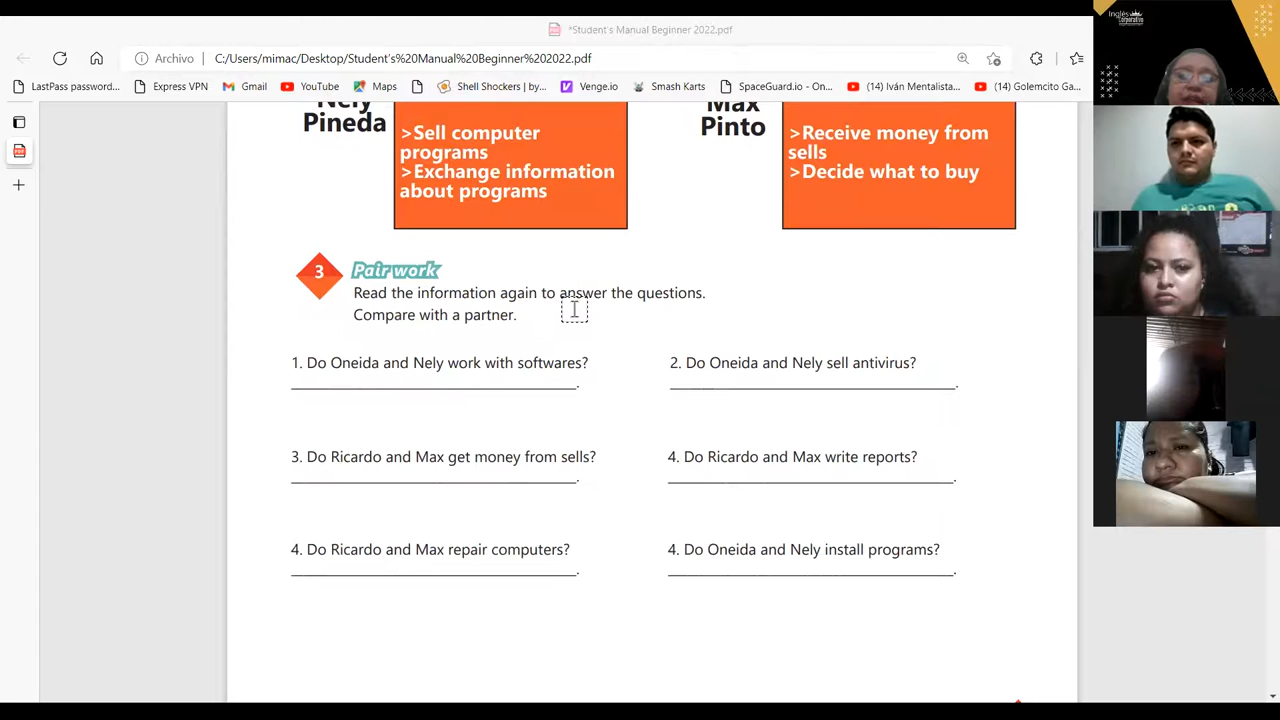 *Student's Manual Beginner 2022.pdf
Archivo
C:/Users/mimac/Desktop/Student's%20Manual%20Beginner%202022.pdf
LastPass password...
Express VPN
Gmail
YouTube
Maps
Shell Shockers | by...
Venge.io
Smash Karts
SpaceGuard.io - On...
(14) Iván Mentalista...
(14) Golemcito Ga...
Inglés
Corporativo
Nely
Pineda
>Sell computer
programs
>Exchange information
about programs
Max
Pinto
>Receive money from
sells
>Decide what to buy
3
Pair work
Read the information again to answer the questions.
Compare with a partner.
1. Do Oneida and Nely work with softwares?
2. Do Oneida and Nely sell antivirus?
3. Do Ricardo and Max get money from sells?
4. Do Ricardo and Max write reports?
4. Do Ricardo and Max repair computers?
4. Do Oneida and Nely install programs?